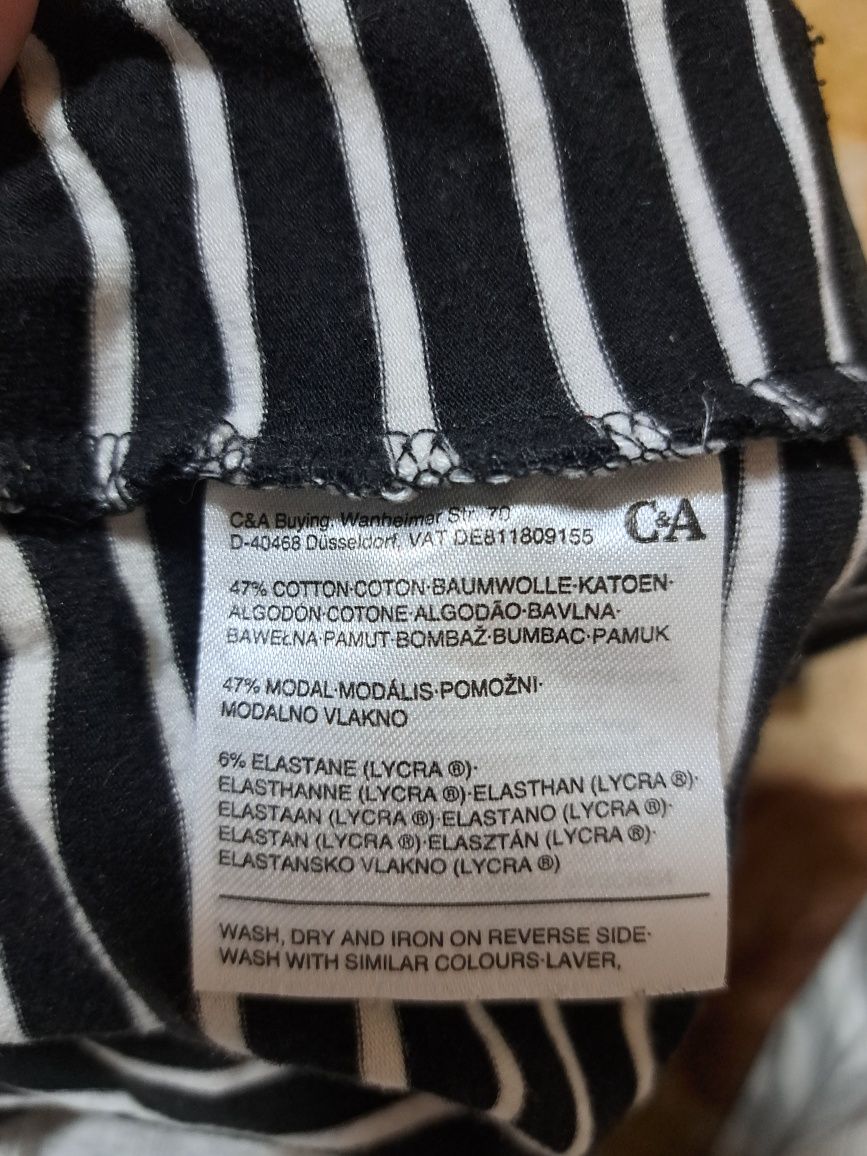 C&A Buying, Wanheimer Str. 70
D-40468 Düsseldorf, VAT DE811809155
C&A
47% COTTON·COTON·BAUMWOLLE·KATOEN·
ALGODÓN·COTONE·ALGODÃO·BAVLNA·
BAWEŁNA·PAMUT·BOMBAŽ·BUMBAC·PAMUK
47% MODAL·MODÁLIS·POMOŽNI·
MODALNO VLAKNO
6% ELASTANE (LYCRA ®)·
ELASTHANNE (LYCRA ®)·ELASTHAN (LYCRA ®)·
ELASTAAN (LYCRA ®)·ELASTANO (LYCRA ®)·
ELASTAN (LYCRA ®)·ELASZTÁN (LYCRA ®)·
ELASTANSKO VLAKNO (LYCRA ®)
WASH, DRY AND IRON ON REVERSE SIDE·
WASH WITH SIMILAR COLOURS·LAVER,